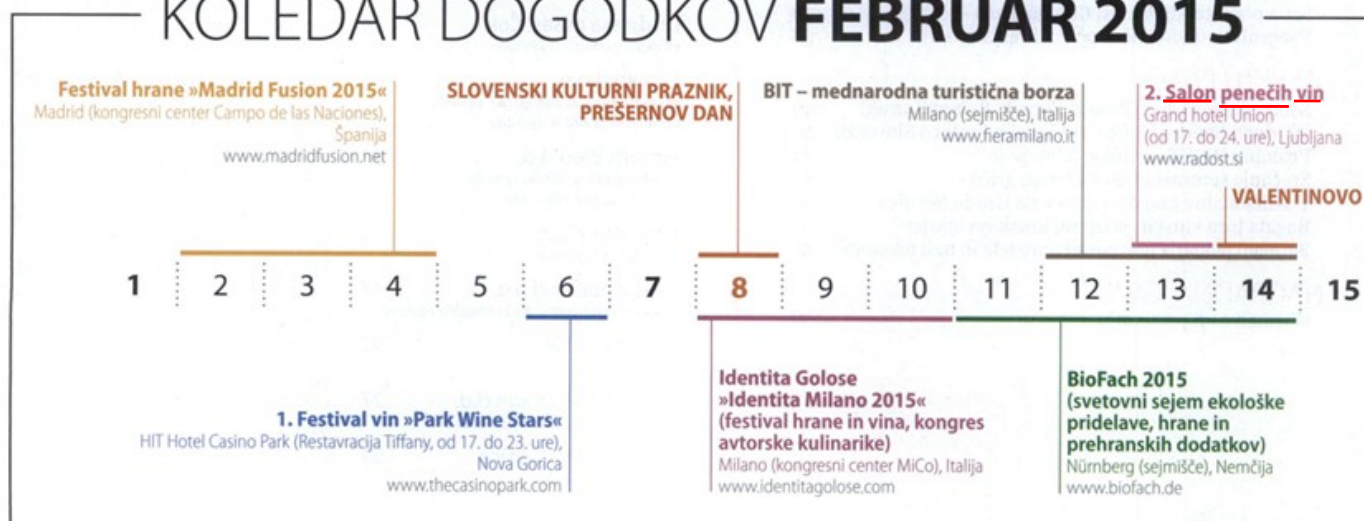 KOLEDAR DOGODKOV FEBRUAR 2015
Festival hrane »Madrid Fusion 2015«
Madrid (kongresni center Campo de las Naciones),
Španija
www.madridfusion.net
SLOVENSKI KULTURNI PRAZNIK,
PREŠERNOV DAN
BIT – mednarodna turistična borza
Milano (sejmišče), Italija
www.fieramilano.it
2. Salon penečih vin
Grand hotel Union
(od 17. do 24. ure), Ljubljana
www.radost.si
VALENTINOVO
1 2 3 4 5 6 7 8 9 10 11 12 13 14 15
1. Festival vin »Park Wine Stars«
HIT Hotel Casino Park (Restavracija Tiffany, od 17. do 23. ure),
Nova Gorica
www.thecasinopark.com
Identita Golose
»Identita Milano 2015«
(festival hrane in vina, kongres
avtorske kulinarike)
Milano (kongresni center MiCo), Italija
www.identitagolose.com
BioFach 2015
(svetovni sejem ekološke
pridelave, hrane in
prehranskih dodatkov)
Nürnberg (sejmišče), Nemčija
www.biofach.de